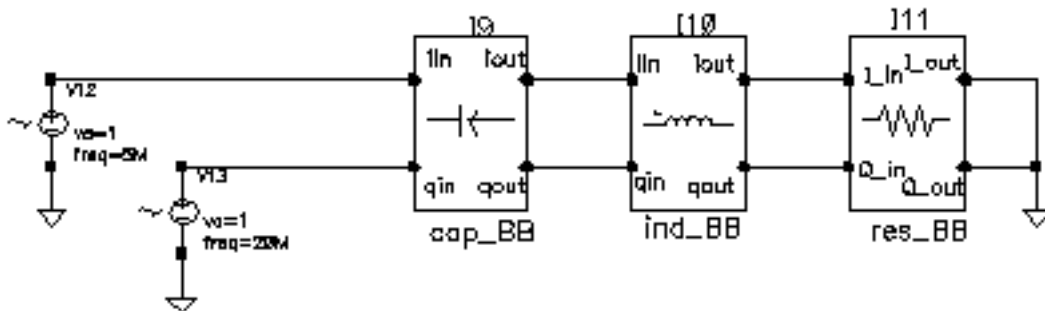 I9
I10
I11
Iin Iout
Iin Iout
I_in I_out
V12
va=1
freq=5M
qin qout
qin qout
Q_in Q_out
V13
cap_BB
ind_BB
res_BB
va=1
freq=20M